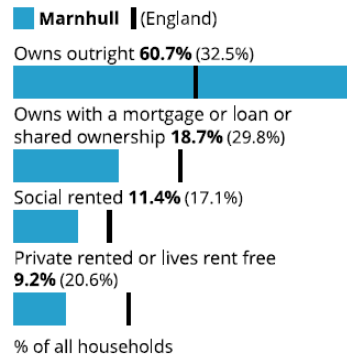 Marnhull (England)
Owns outright 60.7% (32.5%)
Owns with a mortgage or loan or
shared ownership 18.7% (29.8%)
Social rented 11.4% (17.1%)
Private rented or lives rent free
9.2% (20.6%)
% of all households